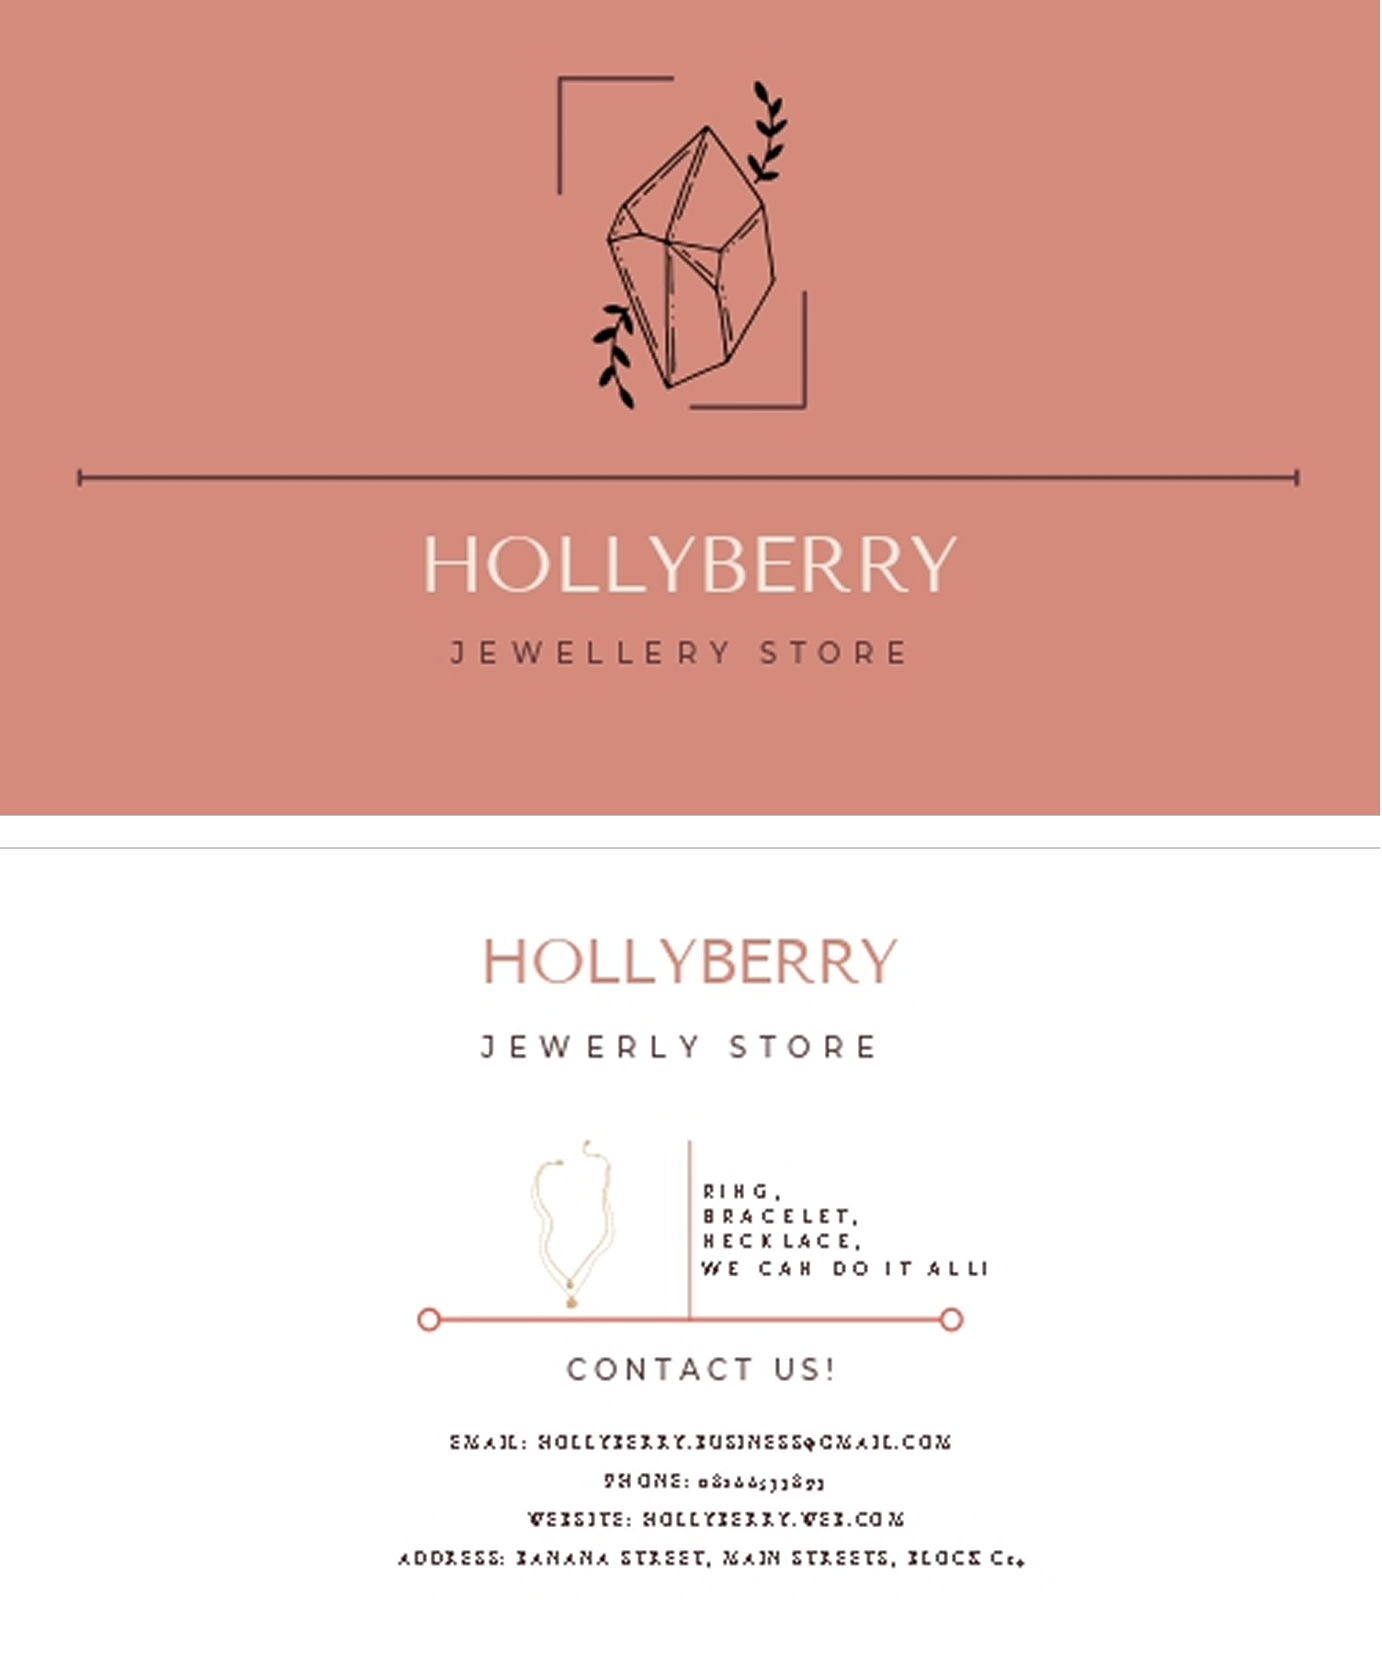 HOLLYBERRY
JEWELLERY STORE
HOLLYBERRY
JEWERLY STORE
RING,
BRACELET,
NECKLACE,
WE CAN DO IT ALL!
CONTACT US!
EMAIL: HOLLYBERRY.BUSINESS@GMAIL.COM
PHONE:
WEBSITE: HOLLYBERRY.WEB.COM
ADDRESS: BANANA STREET, MAIN STREETS, BLOCK